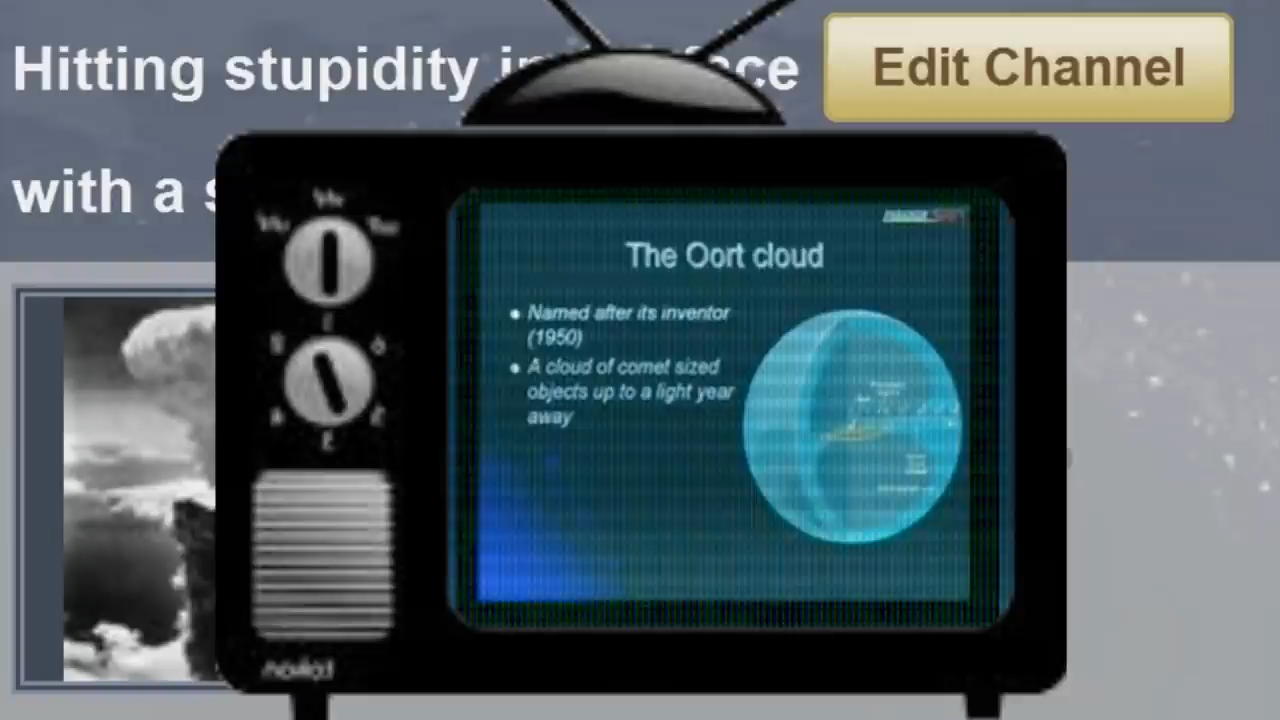 Hitting stupidity in ce
Edit Channel
with a s
The Oort cloud
• Named after its inventor
(1950)
• A cloud of comet sized
objects up to a light year
away